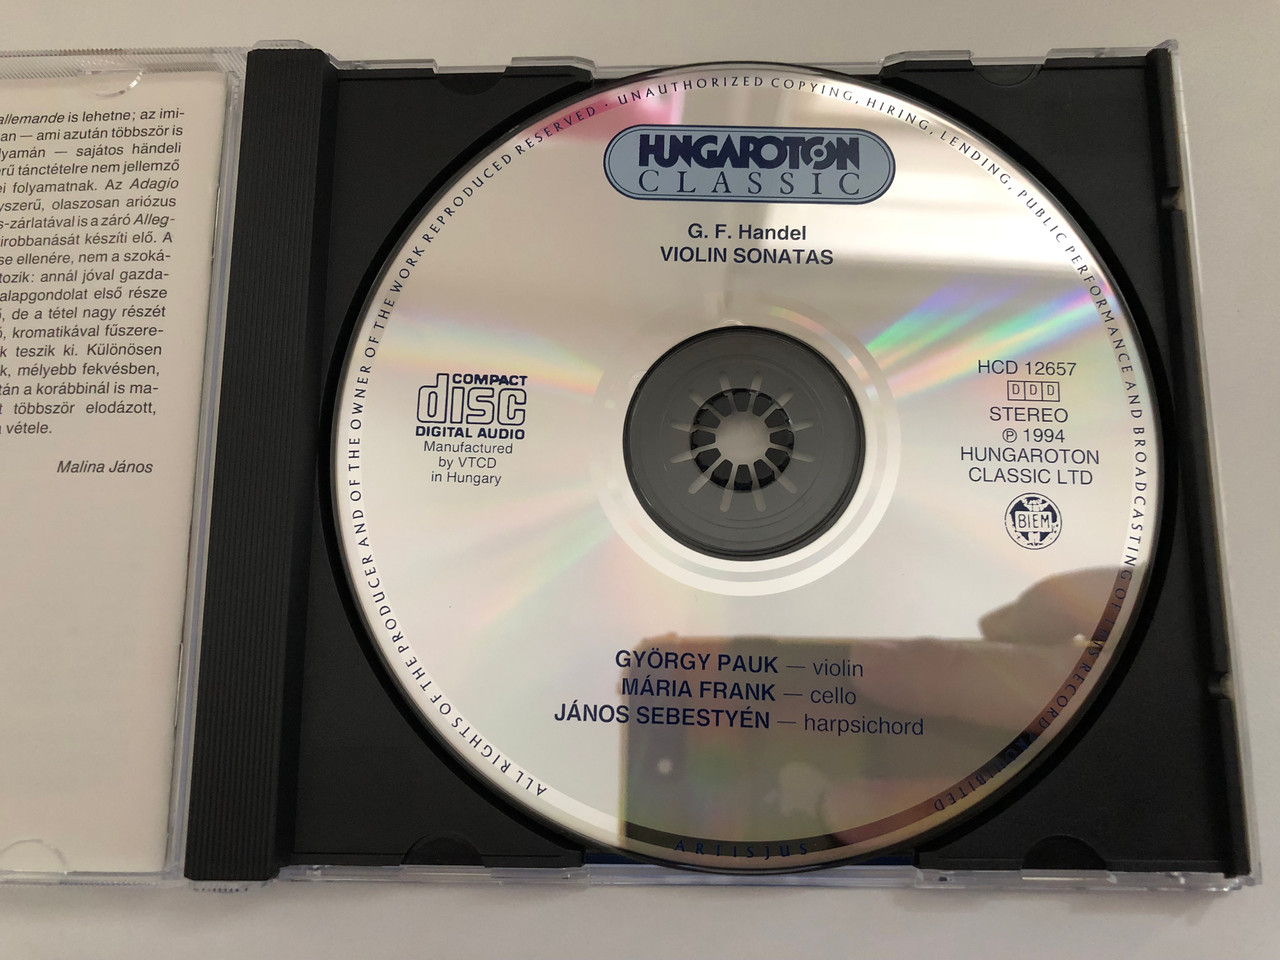 allemande is lehetne; az imi-
an — ami azután többször is
lyamán — sajátos händeli
erű tánctételre nem jellemző
ei folyamatnak. Az Adagio
yszerű, olaszosan ariózus
s-zárlatával is a záró Alleg-
irobbanását készíti elő. A
se ellenére, nem a szoká-
tozik: annál jóval gazda-
alapgondolat első része
ő, de a tétel nagy részét
ó, kromatikával fűszere-
k teszik ki. Különösen
k, mélyebb fekvésben,
tán a korábbinál is ma-
t többször elodázott,
vétele.
Malina János
ALL RIGHTS OF THE PRODUCER AND OF THE OWNER OF THE WORK REPRODUCED RESERVED · UNAUTHORIZED COPYING, HIRING, LENDING, PUBLIC PERFORMANCE AND BROADCASTING OF THIS RECORD PROHIBITED
HUNGAROTON
CLASSIC
G. F. Handel
VIOLIN SONATAS
COMPACT
disc
DIGITAL AUDIO
Manufactured
by VTCD
in Hungary
HCD 12657
DDD
STEREO
℗ 1994
HUNGAROTON
CLASSIC LTD
BIEM
GYÖRGY PAUK — violin
MÁRIA FRANK — cello
JÁNOS SEBESTYÉN — harpsichord
ARTISJUS